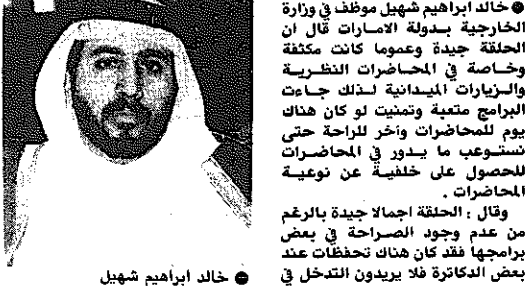 ● خالد ابراهيم شهيل موظف في وزارة
الخارجية بدولة الامارات قال ان
الحلقة جيدة وعموما كانت مكثفة
وخاصة في المحاضرات النظرية
والزيارات الميدانية لذلك جاءت
البرامج متعبة وتمنيت لو كان هناك
يوم للمحاضرات وآخر للراحة حتى
نستوعب ما يدور في المحاضرات
للحصول على خلفية عن نوعية
المحاضرات .
وقال : الحلقة اجمالا جيدة بالرغم
من عدم وجود الصراحة في بعض
برامجها فقد كان هناك تحفظات عند
بعض الدكاترة فلا يريدون التدخل في
● خالد ابراهيم شهيل